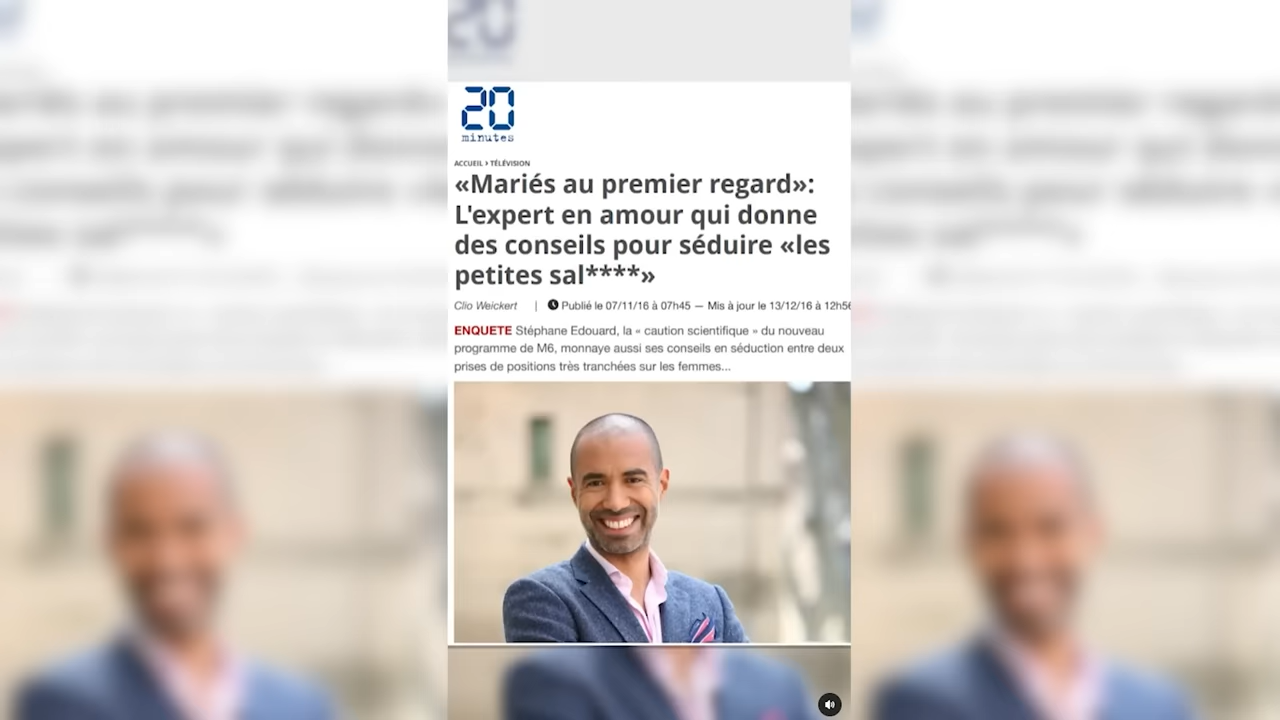 20
minutes
ACCUEIL › TÉLÉVISION
«Mariés au premier regard»:
L'expert en amour qui donne
des conseils pour séduire «les
petites sal****»
Clio Weickert | Publié le 07/11/16 à 07h45 — Mis à jour le 13/12/16 à 12h56
ENQUETE Stéphane Edouard, la « caution scientifique » du nouveau
programme de M6, monnaye aussi ses conseils en séduction entre deux
prises de positions très tranchées sur les femmes...